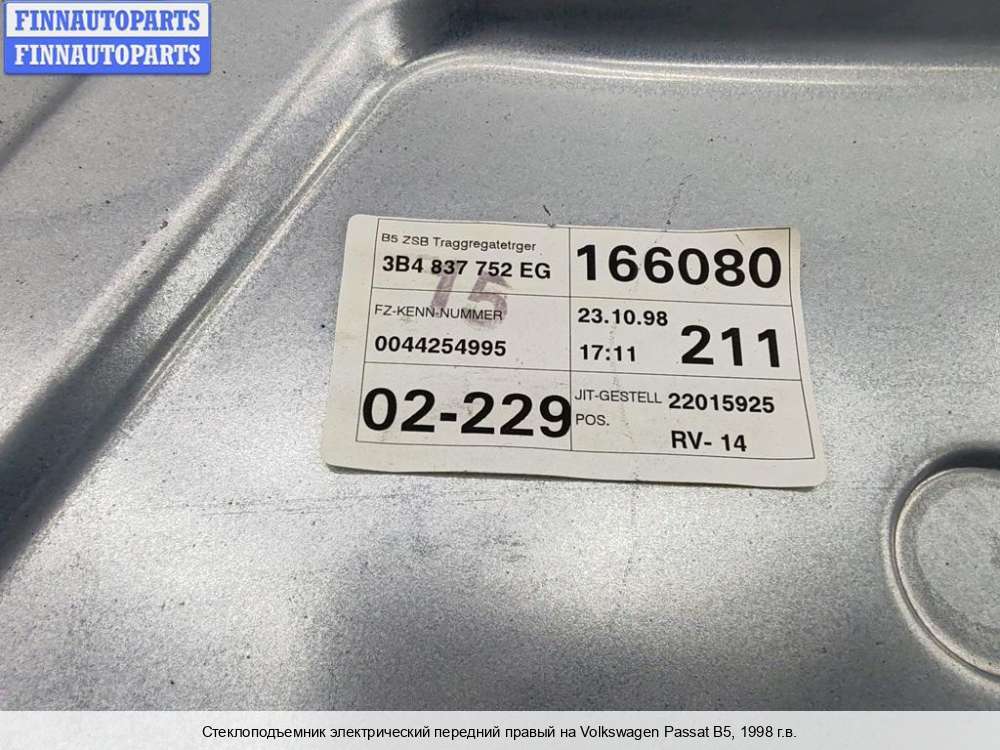 FINNAUTOPARTS
FINNAUTOPARTS
B5 ZSB Traggregatetrger
3B4 837 752 EG
166080
15
FZ-KENN-NUMMER
0044254995
23.10.98
17:11
211
02-229
JIT-GESTELL 22015925
POS.
RV- 14
Стеклоподъемник электрический передний правый на Volkswagen Passat B5, 1998 г.в.